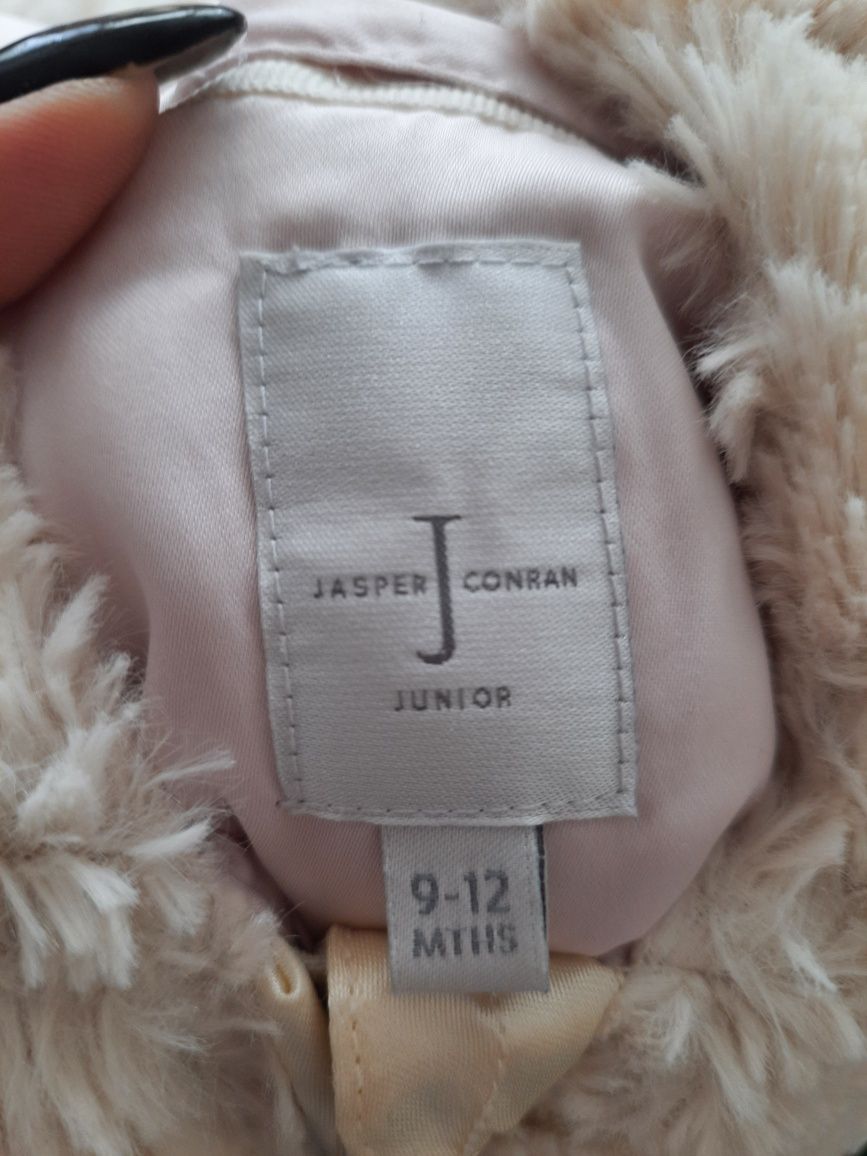 J
JASPER CONRAN
JUNIOR
9-12
MTHS